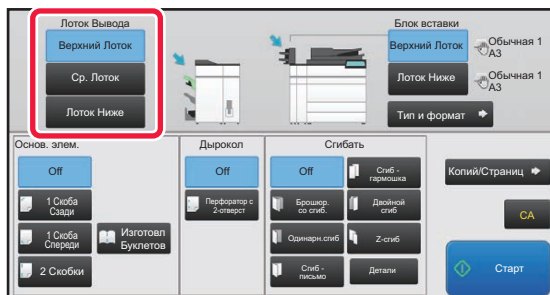 Лоток Вывода
Верхний Лоток
Ср. Лоток
Лоток Ниже
Блок вставки
Верхний Лоток
Обычная 1
A3
Лоток Ниже
Обычная 1
A3
Тип и формат
Основ. элем.
Off
1 Скоба
Сзади
1 Скоба
Спереди
Изготовл
Буклетов
2 Скобки
Дырокол
Off
Перфоратор с
2-отверст
Сгибать
Off
Сгиб -
гармошка
Брошюр.
со сгиб.
Двойной
сгиб
Одинарн.сгиб
Z-сгиб
Сгиб -
письмо
Детали
Копий/Страниц
CA
Старт